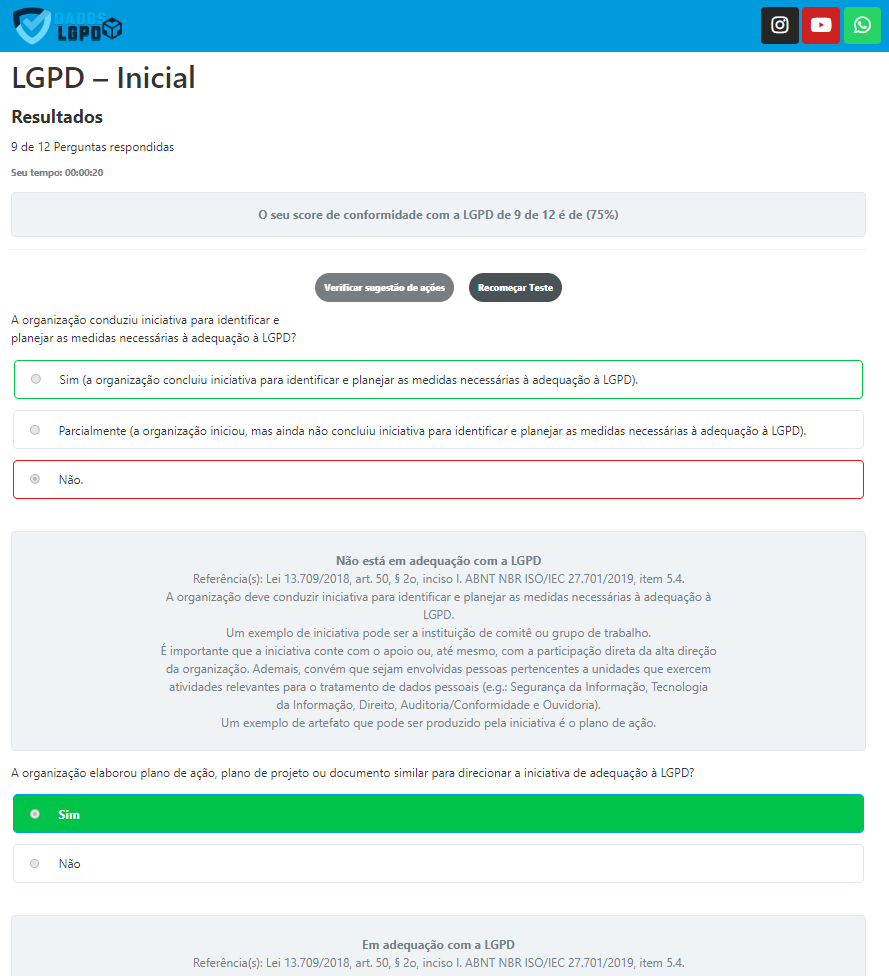 DADOS
LGPD
LGPD – Inicial
Resultados
9 de 12 Perguntas respondidas
Seu tempo: 00:00:20
O seu score de conformidade com a LGPD de 9 de 12 é de (75%)
Verificar sugestão de ações
Recomeçar Teste
A organização conduziu iniciativa para identificar e
planejar as medidas necessárias à adequação à LGPD?
Sim (a organização concluiu iniciativa para identificar e planejar as medidas necessárias à adequação à LGPD).
Parcialmente (a organização iniciou, mas ainda não concluiu iniciativa para identificar e planejar as medidas necessárias à adequação à LGPD).
Não.
Não está em adequação com a LGPD
Referência(s): Lei 13.709/2018, art. 50, § 2o, inciso I. ABNT NBR ISO/IEC 27.701/2019, item 5.4.
A organização deve conduzir iniciativa para identificar e planejar as medidas necessárias à adequação à
LGPD.
Um exemplo de iniciativa pode ser a instituição de comitê ou grupo de trabalho.
É importante que a iniciativa conte com o apoio ou, até mesmo, com a participação direta da alta direção
da organização. Ademais, convém que sejam envolvidas pessoas pertencentes a unidades que exercem
atividades relevantes para o tratamento de dados pessoais (e.g.: Segurança da Informação, Tecnologia
da Informação, Direito, Auditoria/Conformidade e Ouvidoria).
Um exemplo de artefato que pode ser produzido pela iniciativa é o plano de ação.
A organização elaborou plano de ação, plano de projeto ou documento similar para direcionar a iniciativa de adequação à LGPD?
Sim
Não
Em adequação com a LGPD
Referência(s): Lei 13.709/2018, art. 50, § 2o, inciso I. ABNT NBR ISO/IEC 27.701/2019, item 5.4.